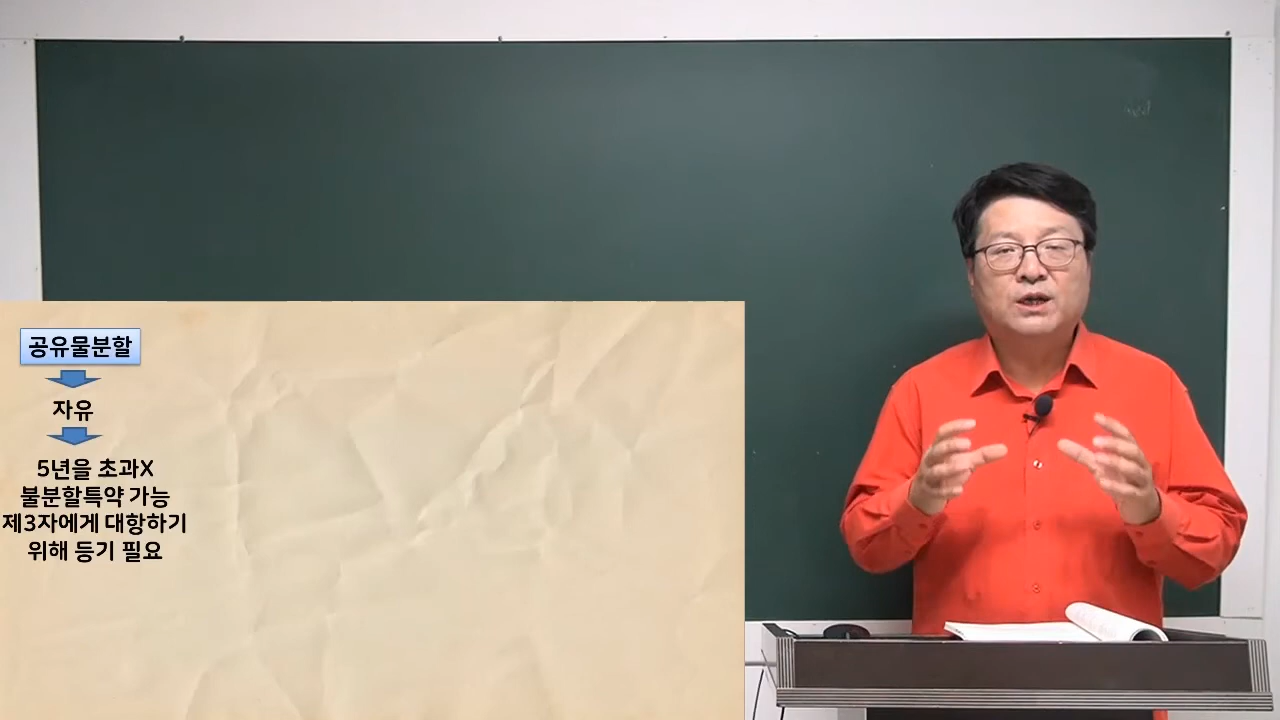 공유물분할
자유
5년을 초과X
불분할특약 가능
제3자에게 대항하기
위해 등기 필요